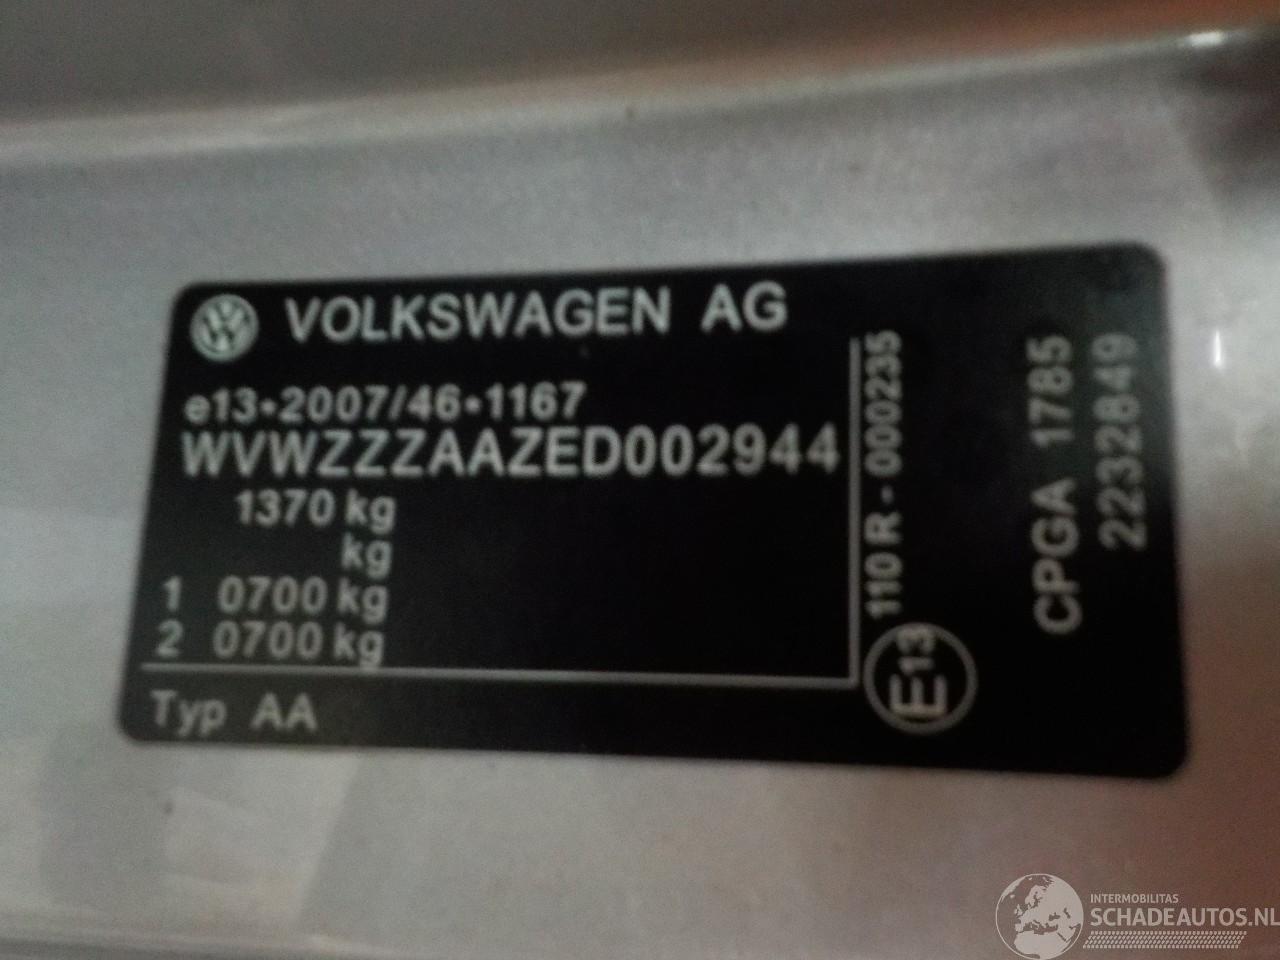 VOLKSWAGEN AG
e13*2007/46*1167
WVWZZZAAZED002944
1370 kg
kg
1 0700 kg
2 0700 kg
Typ AA
E13 110 R - 000235
CPGA 1785
2232849
INTERMOBILITAS
SCHADEAUTOS.NL